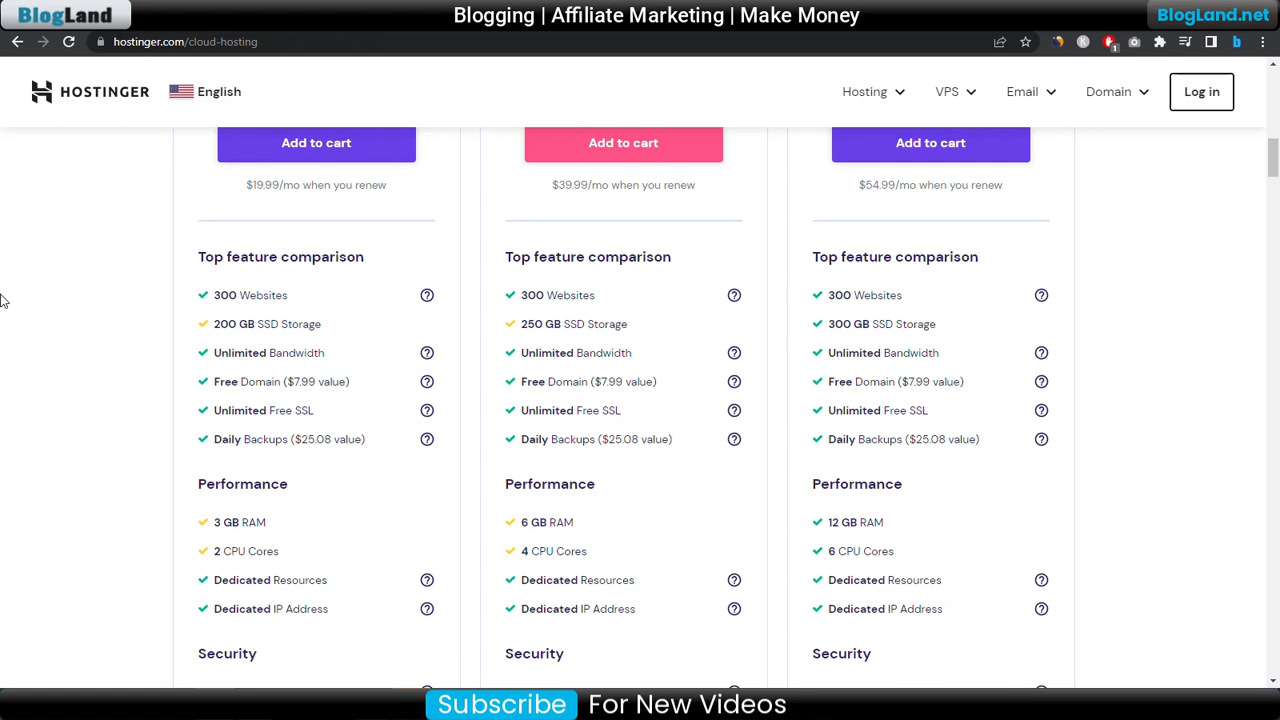 BlogLand
Blogging | Affiliate Marketing | Make Money
BlogLand.net
hostinger.com/cloud-hosting
K
1
b
HOSTINGER
English
Hosting
VPS
Email
Domain
Log in
Add to cart
$19.99/mo when you renew
Top feature comparison
300 Websites
200 GB SSD Storage
Unlimited Bandwidth
Free Domain ($7.99 value)
Unlimited Free SSL
Daily Backups ($25.08 value)
Performance
3 GB RAM
2 CPU Cores
Dedicated Resources
Dedicated IP Address
Security
Add to cart
$39.99/mo when you renew
Top feature comparison
300 Websites
250 GB SSD Storage
Unlimited Bandwidth
Free Domain ($7.99 value)
Unlimited Free SSL
Daily Backups ($25.08 value)
Performance
6 GB RAM
4 CPU Cores
Dedicated Resources
Dedicated IP Address
Security
Add to cart
$54.99/mo when you renew
Top feature comparison
300 Websites
300 GB SSD Storage
Unlimited Bandwidth
Free Domain ($7.99 value)
Unlimited Free SSL
Daily Backups ($25.08 value)
Performance
12 GB RAM
6 CPU Cores
Dedicated Resources
Dedicated IP Address
Security
Subscribe For New Videos